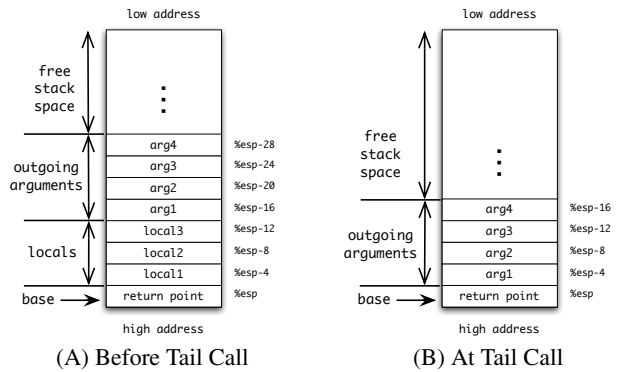 low address
free
stack
space
arg4 %esp-28
outgoing
arguments
arg3 %esp-24
arg2 %esp-20
arg1 %esp-16
locals
local3 %esp-12
local2 %esp-8
local1 %esp-4
base
return point %esp
high address
(A) Before Tail Call
low address
free
stack
space
arg4 %esp-16
outgoing
arguments
arg3 %esp-12
arg2 %esp-8
arg1 %esp-4
base
return point %esp
high address
(B) At Tail Call